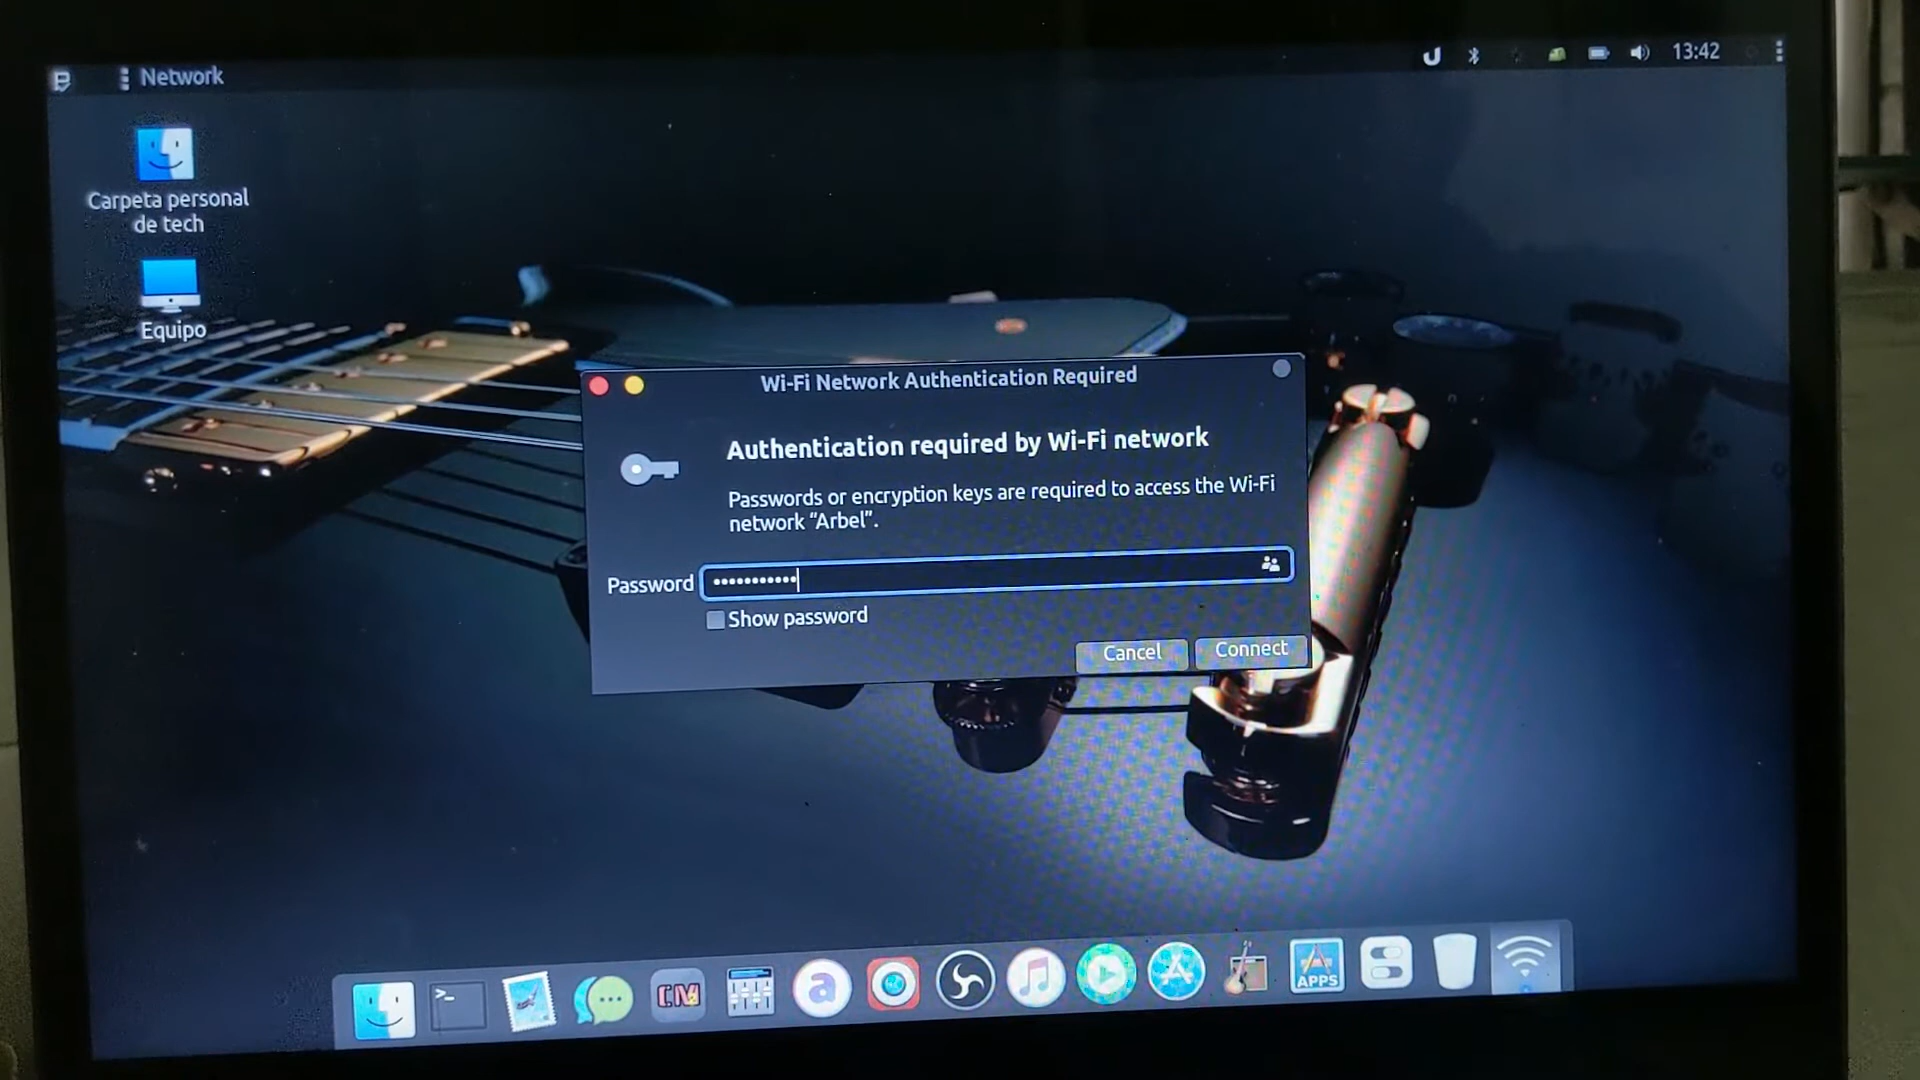 Network
13:42
Carpeta personal
de tech
Equipo
Wi-Fi Network Authentication Required
Authentication required by Wi-Fi network
Passwords or encryption keys are required to access the Wi-Fi
network “Arbel”.
Password •••••••••••
Show password
Cancel Connect
>_
CM
a
APPS